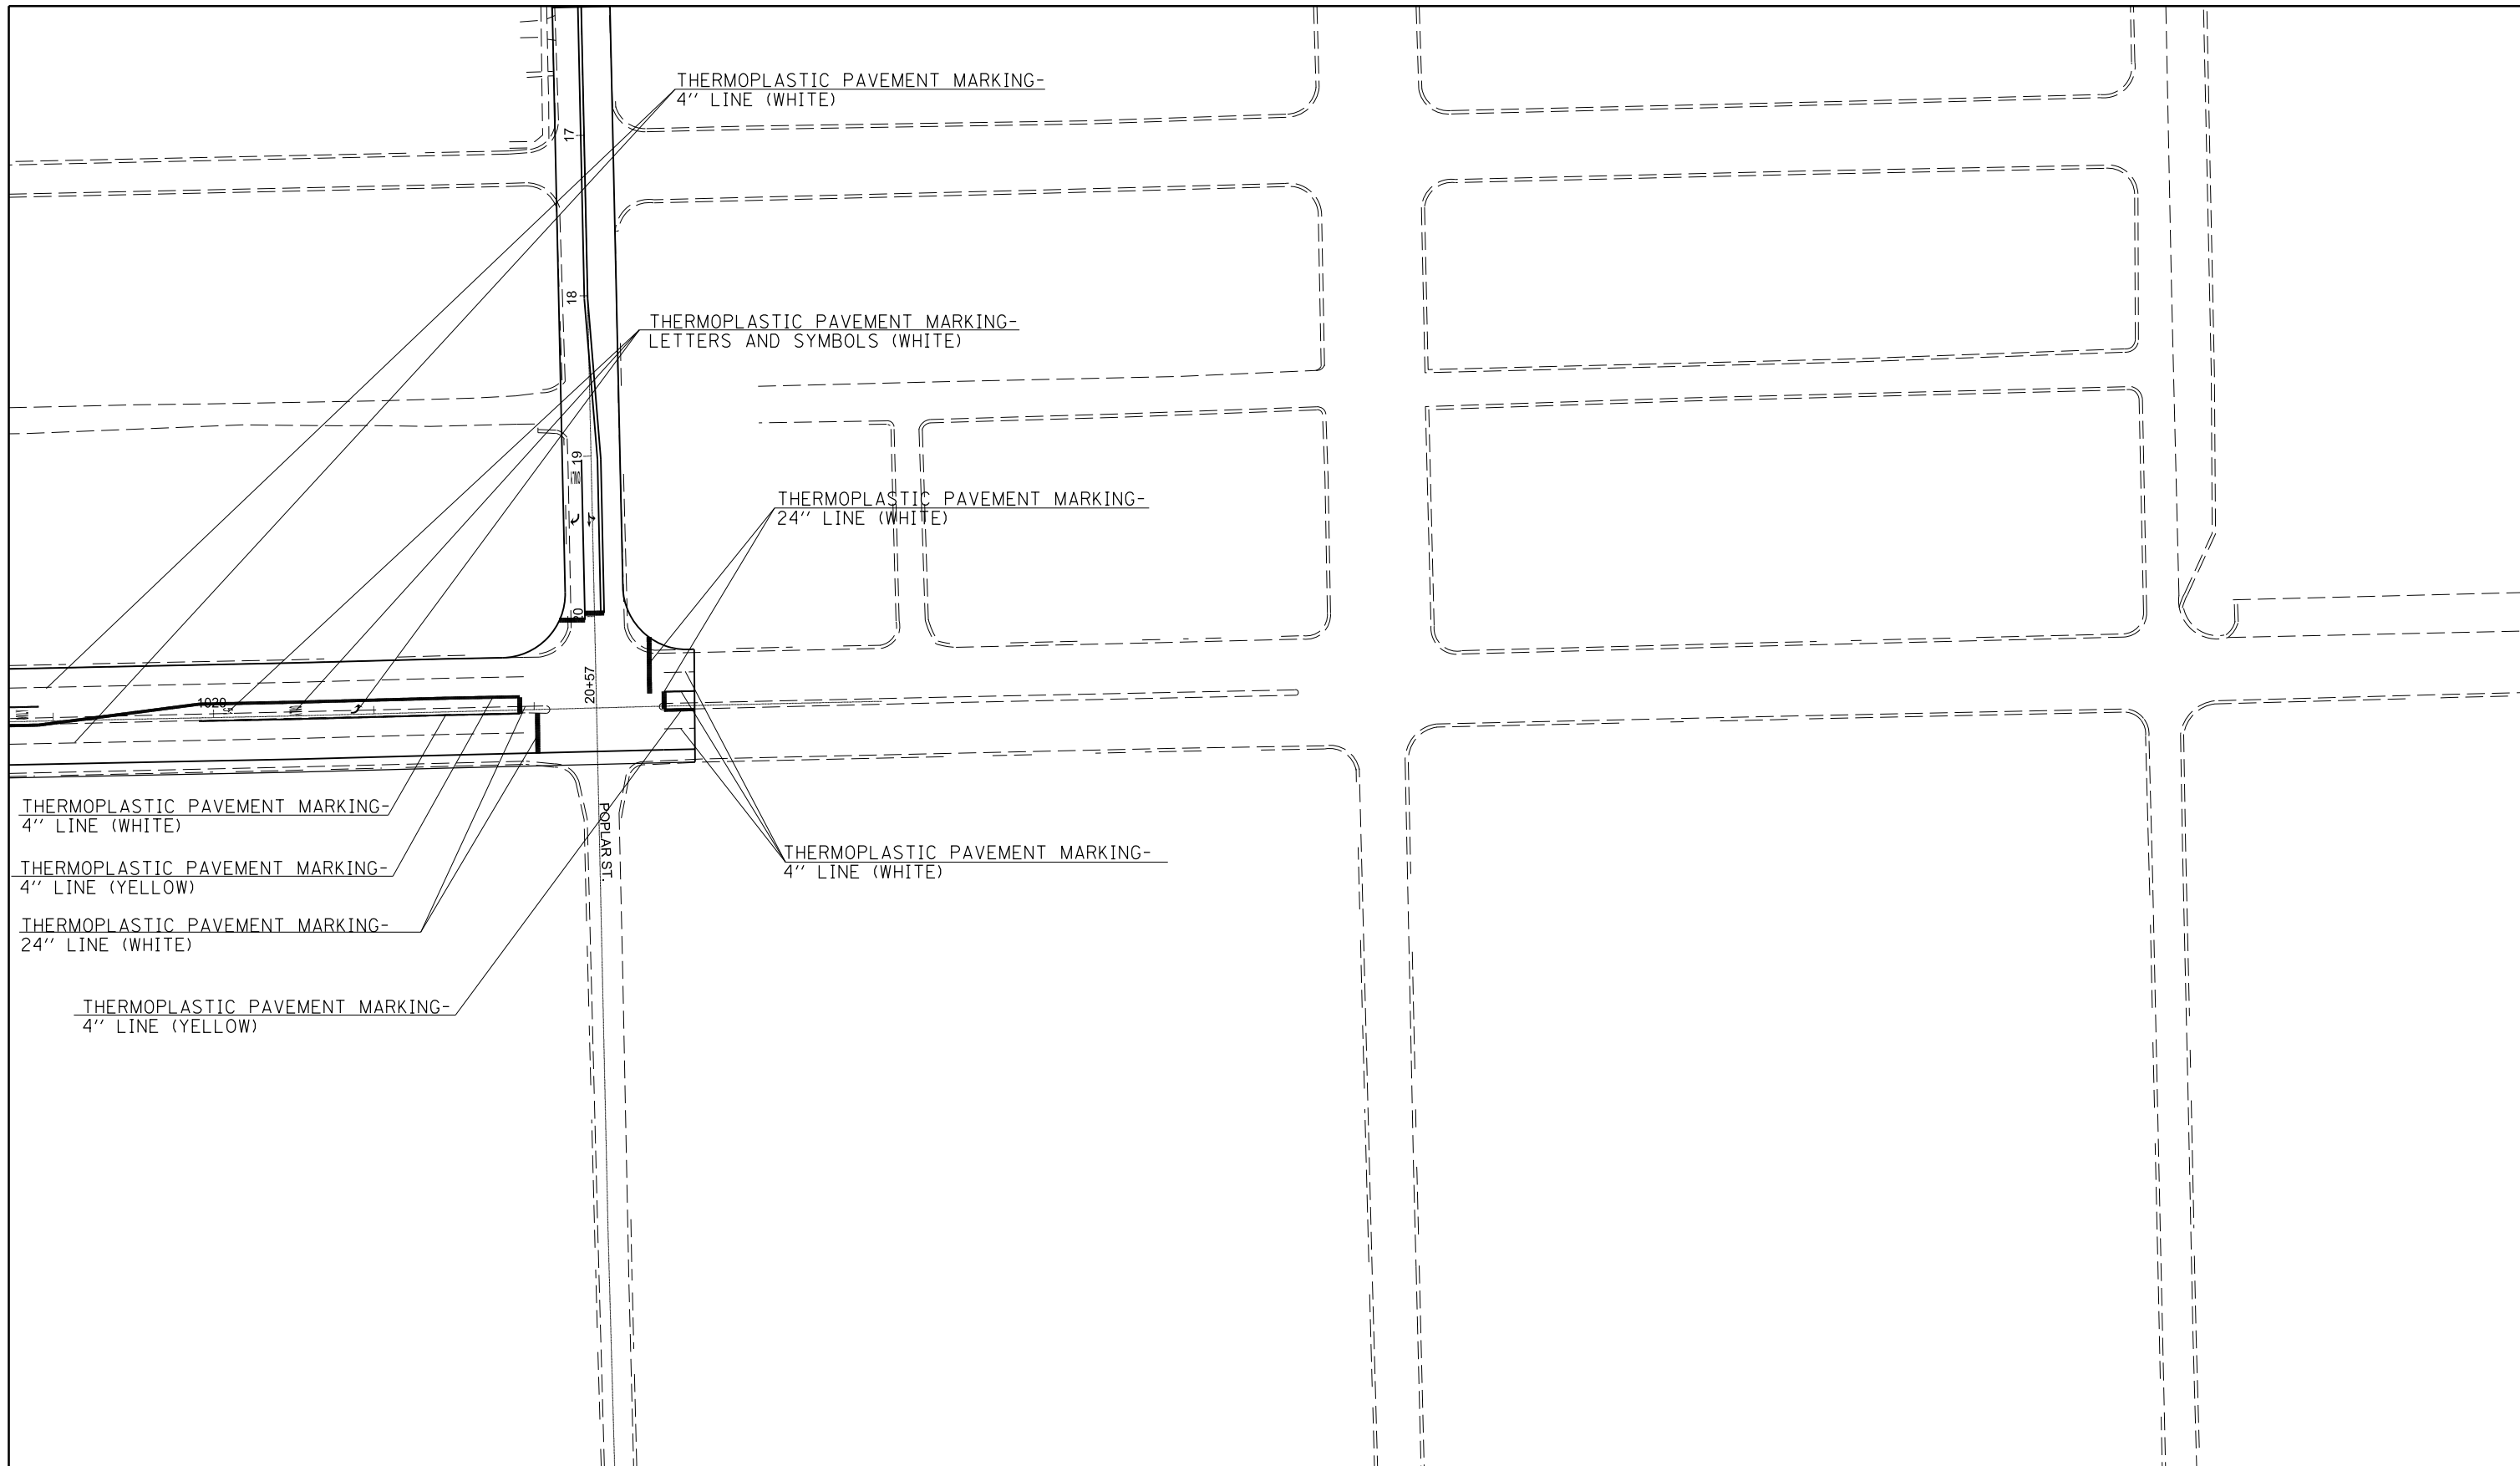 THERMOPLASTIC PAVEMENT MARKING-
4'' LINE (WHITE)
17
18
THERMOPLASTIC PAVEMENT MARKING-
LETTERS AND SYMBOLS (WHITE)
19
THERMOPLASTIC PAVEMENT MARKING-
24'' LINE (WHITE)
20
20+57
1020
POPLAR ST.
THERMOPLASTIC PAVEMENT MARKING-
4'' LINE (WHITE)
THERMOPLASTIC PAVEMENT MARKING-
4'' LINE (WHITE)
THERMOPLASTIC PAVEMENT MARKING-
4'' LINE (YELLOW)
THERMOPLASTIC PAVEMENT MARKING-
24'' LINE (WHITE)
THERMOPLASTIC PAVEMENT MARKING-
4'' LINE (YELLOW)